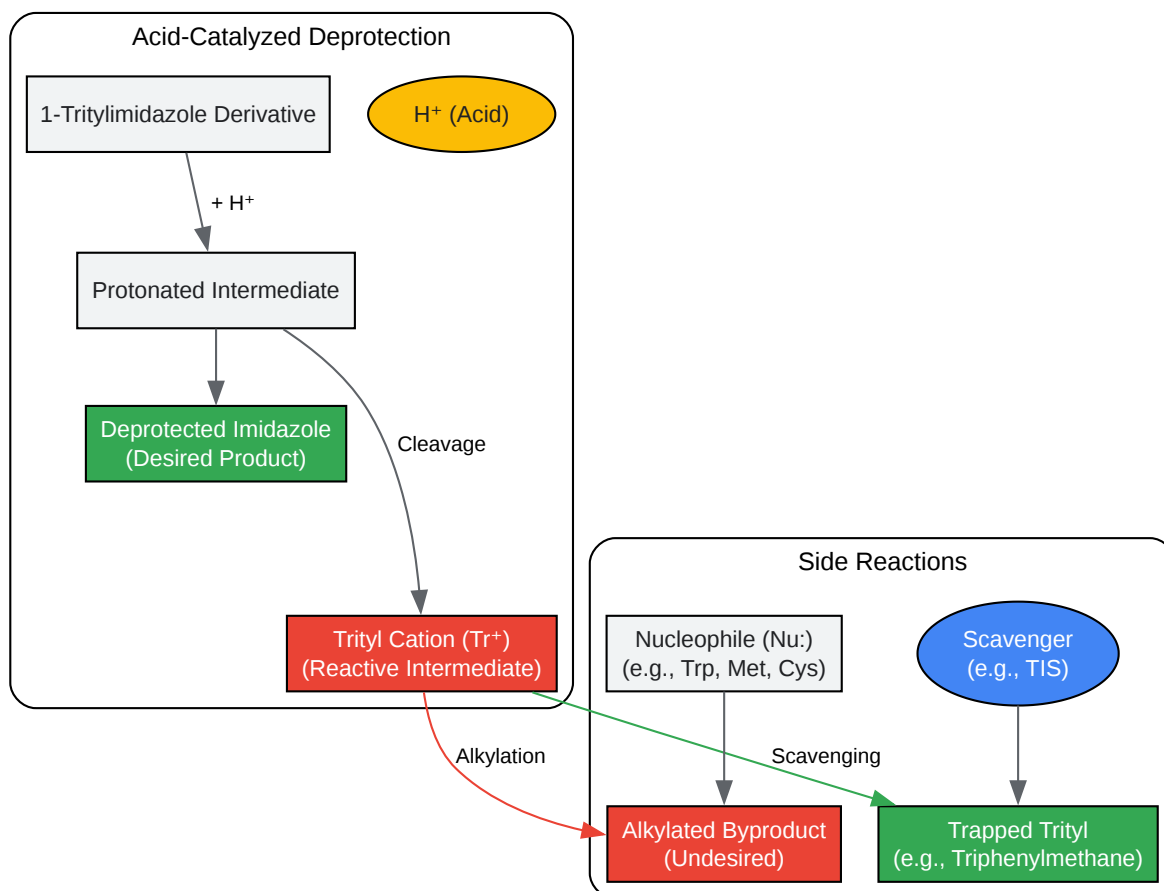 Acid-Catalyzed Deprotection
1-Tritylimidazole Derivative
H⁺ (Acid)
+ H⁺
Protonated Intermediate
Deprotected Imidazole
(Desired Product)
Cleavage
Side Reactions
Trityl Cation (Tr⁺)
(Reactive Intermediate)
Nucleophile (Nu:)
(e.g., Trp, Met, Cys)
Scavenger
(e.g., TIS)
Alkylation
Scavenging
Alkylated Byproduct
(Undesired)
Trapped Trityl
(e.g., Triphenylmethane)